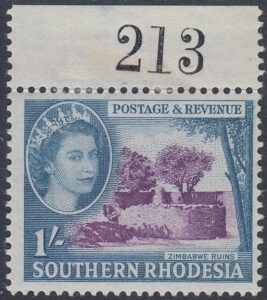 213
POSTAGE & REVENUE
ZIMBABWE RUINS
1/-
SOUTHERN RHODESIA